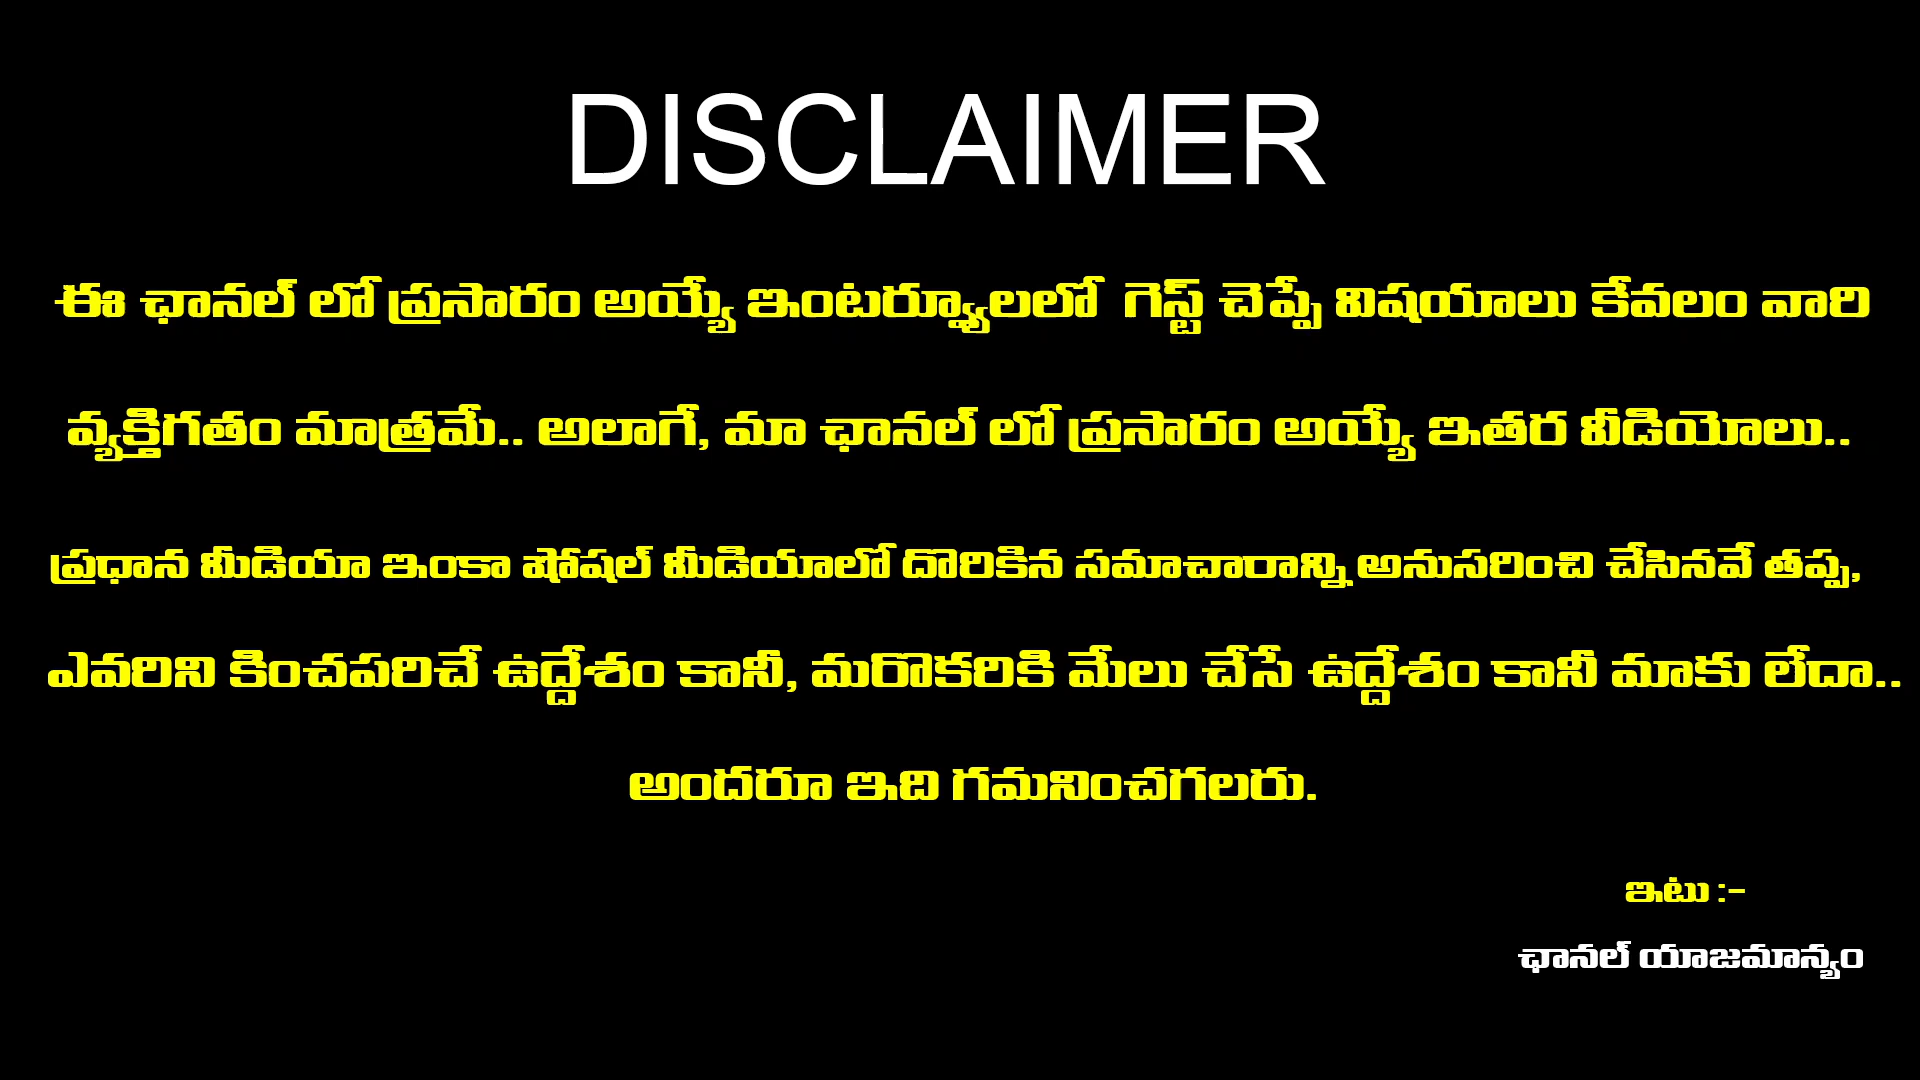 DISCLAIMER
ఈ ఛానల్ లో ప్రసారం అయ్యే ఇంటర్వ్యూలలో గెస్ట్ చెప్పే విషయాలు కేవలం వారి
వ్యక్తిగతం మాత్రమే.. అలాగే, మా ఛానల్ లో ప్రసారం అయ్యే ఇతర వీడియోలు..
ప్రధాన మీడియా ఇంకా షోషల్ మీడియాలో దొరికిన సమాచారాన్ని అనుసరించి చేసినవే తప్ప,
ఎవరిని కించపరిచే ఉద్దేశం కానీ, మరొకరికి మేలు చేసే ఉద్దేశం కానీ మాకు లేదా..
అందరూ ఇది గమనించగలరు.
ఇటు :-
ఛానల్ యాజమాన్యం